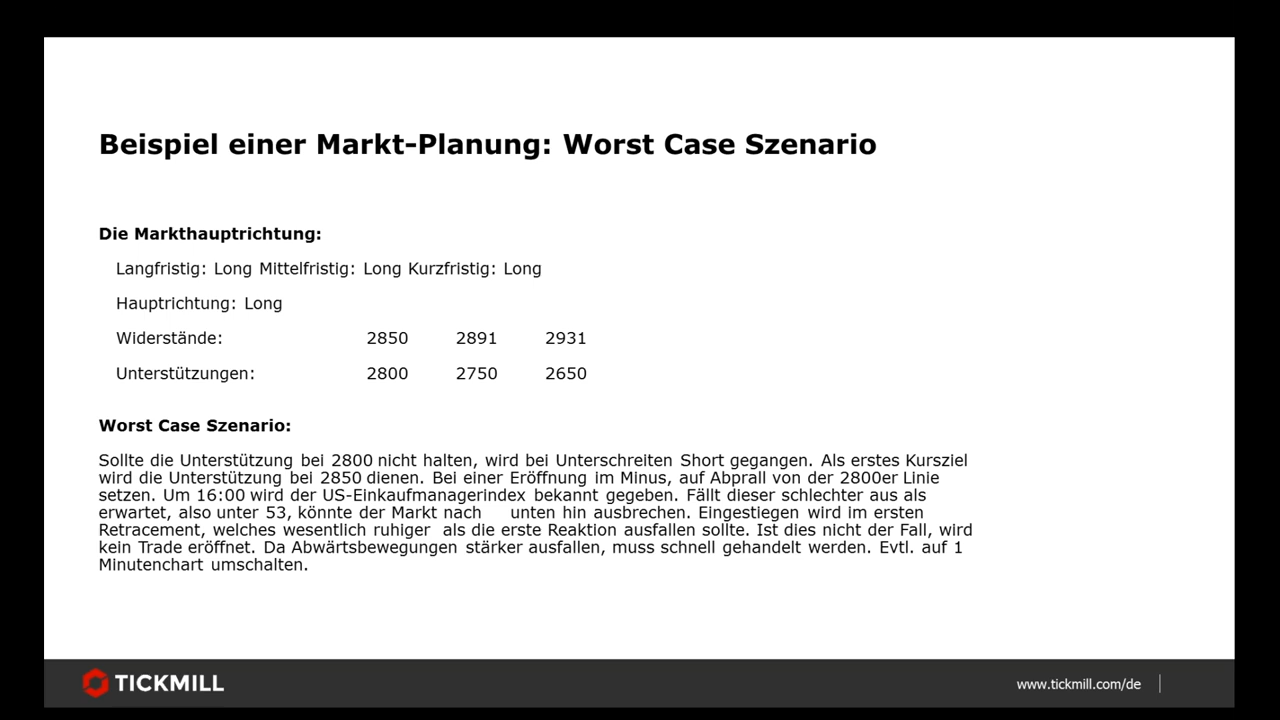 Beispiel einer Markt-Planung: Worst Case Szenario
Die Markthauptrichtung:
Langfristig: Long Mittelfristig: Long Kurzfristig: Long
Hauptrichtung: Long
Widerstände: 2850 2891 2931
Unterstützungen: 2800 2750 2650
Worst Case Szenario:
Sollte die Unterstützung bei 2800 nicht halten, wird bei Unterschreiten Short gegangen. Als erstes Kursziel
wird die Unterstützung bei 2850 dienen. Bei einer Eröffnung im Minus, auf Abprall von der 2800er Linie
setzen. Um 16:00 wird der US-Einkaufmanagerindex bekannt gegeben. Fällt dieser schlechter aus als
erwartet, also unter 53, könnte der Markt nach unten hin ausbrechen. Eingestiegen wird im ersten
Retracement, welches wesentlich ruhiger als die erste Reaktion ausfallen sollte. Ist dies nicht der Fall, wird
kein Trade eröffnet. Da Abwärtsbewegungen stärker ausfallen, muss schnell gehandelt werden. Evtl. auf 1
Minutenchart umschalten.
TICKMILL
www.tickmill.com/de